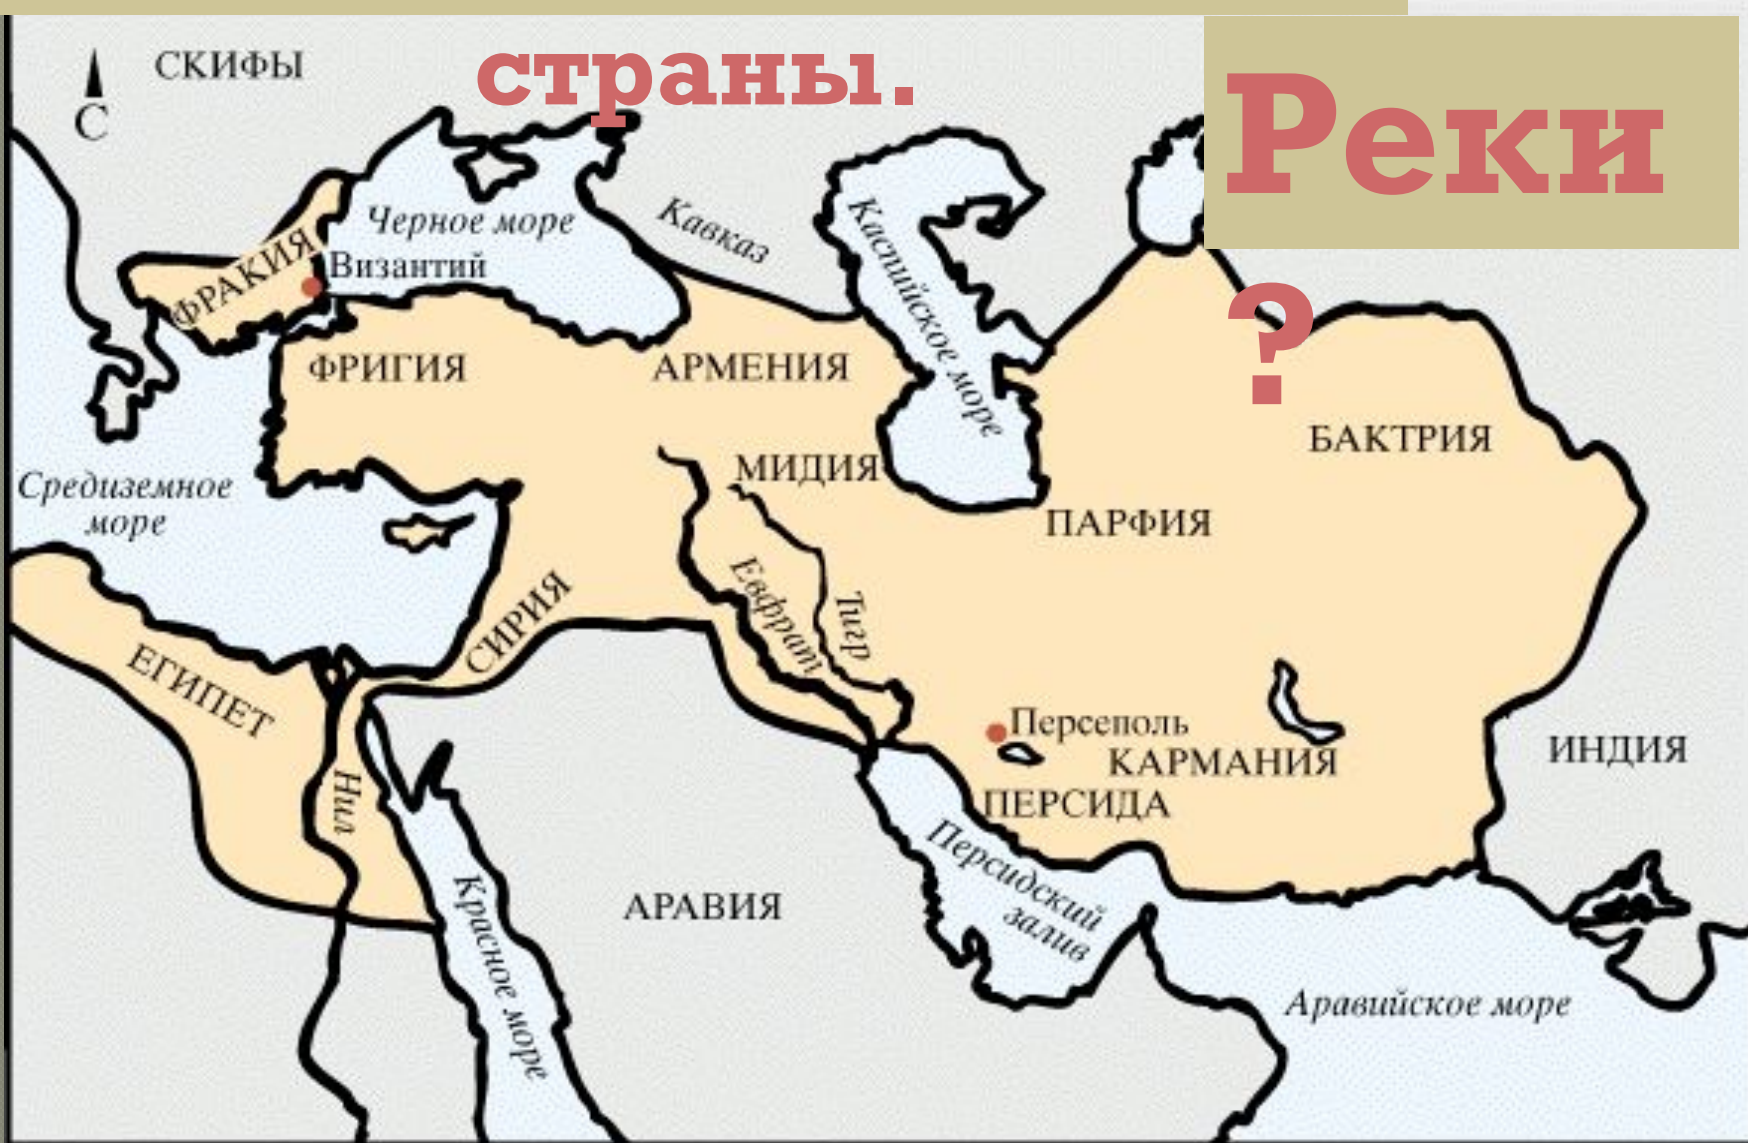 страны.
Реки
?
СКИФЫ
С
Черное море
Кавказ
Каспийское море
ФРАКИЯ
Византий
ФРИГИЯ
АРМЕНИЯ
БАКТРИЯ
МИДИЯ
Средиземное
море
ПАРФИЯ
Евфрат
Тигр
СИРИЯ
ЕГИПЕТ
Нил
Персеполь
КАРМАНИЯ
ИНДИЯ
ПЕРСИДА
Персидский
залив
АРАВИЯ
Красное море
Аравийское море